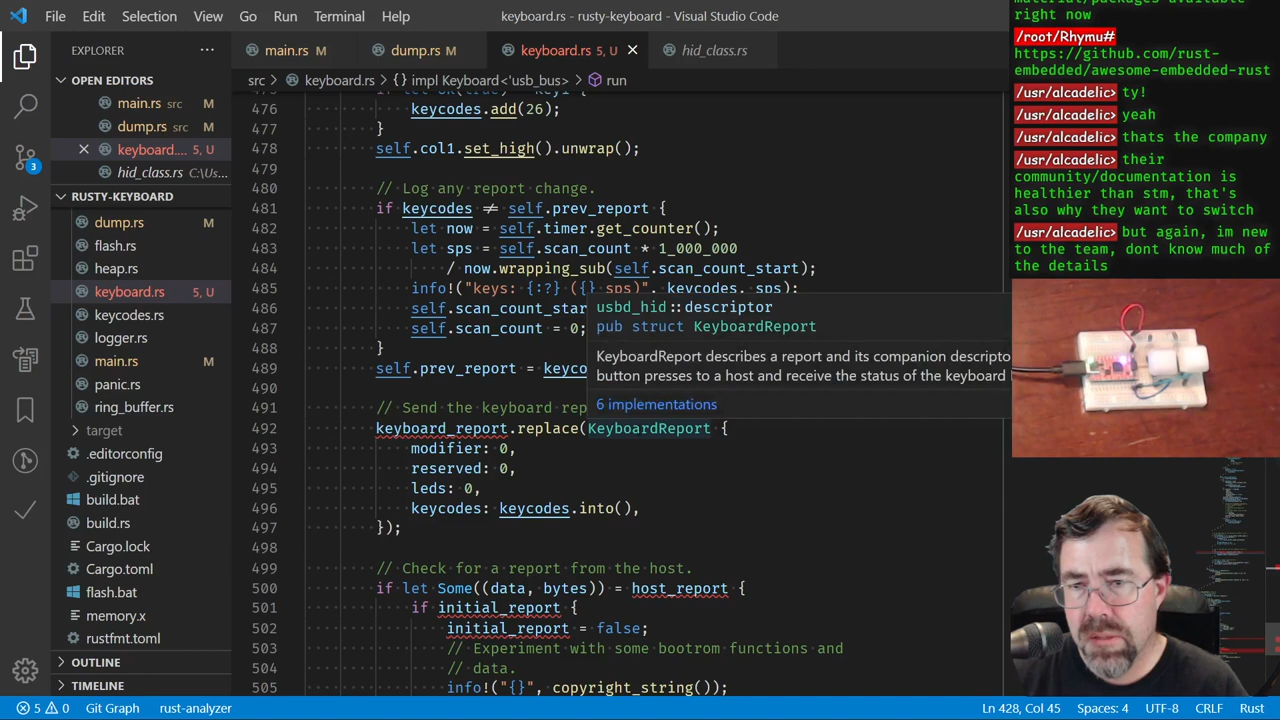 File Edit Selection View Go Run Terminal Help
keyboard.rs - rusty-keyboard - Visual Studio Code
EXPLORER
OPEN EDITORS
main.rs src M
dump.rs src M
keyboard.... 5, U
hid_class.rs C:\Us...
RUSTY-KEYBOARD
dump.rs M
flash.rs
heap.rs
keyboard.rs 5, U
keycodes.rs
logger.rs
main.rs M
panic.rs
ring_buffer.rs
target
.editorconfig
.gitignore
build.bat
build.rs
Cargo.lock
Cargo.toml
flash.bat
memory.x
rustfmt.toml
OUTLINE
TIMELINE
3
main.rs M
dump.rs M
keyboard.rs 5, U
hid_class.rs
src > keyboard.rs > {} impl Keyboard<'usb_bus> > run
476 keycodes.add(26);
477 }
478 self.col1.set_high().unwrap();
479
480 // Log any report change.
481 if keycodes ≠ self.prev_report {
482 let now = self.timer.get_counter();
483 let sps = self.scan_count * 1_000_000
484 / now.wrapping_sub(self.scan_count_start);
485 info!("keys: {:?} ({} sps)", keycodes, sps);
486 self.scan_count_star
487 self.scan_count = 0;
488 }
489 self.prev_report = keyco
490
491 // Send the keyboard rep
492 keyboard_report.replace(KeyboardReport {
493 modifier: 0,
494 reserved: 0,
495 leds: 0,
496 keycodes: keycodes.into(),
497 });
498
499 // Check for a report from the host.
500 if let Some((data, bytes)) = host_report {
501 if initial_report {
502 initial_report = false;
503 // Experiment with some bootrom functions and
504 // data.
505 info!("{}", copyright_string());
usbd_hid::descriptor
pub struct KeyboardReport
KeyboardReport describes a report and its companion descripto
button presses to a host and receive the status of the keyboard
6 implementations
material/packages available
right now
/root/Rhymu#
https://github.com/rust-
embedded/awesome-embedded-rust
/usr/alcadelic> ty!
/usr/alcadelic> yeah
/usr/alcadelic> thats the company
/usr/alcadelic> their
community/documentation is
healthier than stm, that's
also why they want to switch
/usr/alcadelic> but again, im new
to the team, dont know much of
the details
5 0 Git Graph rust-analyzer
Ln 428, Col 45 Spaces: 4 UTF-8 CRLF Rust